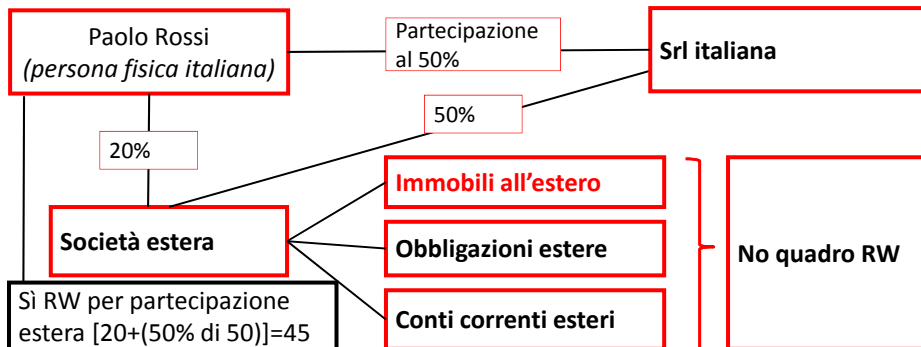 Paolo Rossi
(persona fisica italiana)
Partecipazione
al 50%
Srl italiana
50%
20%
Immobili all’estero
Società estera
Obbligazioni estere
No quadro RW
Sì RW per partecipazione
estera [20+(50% di 50)]=45
Conti correnti esteri